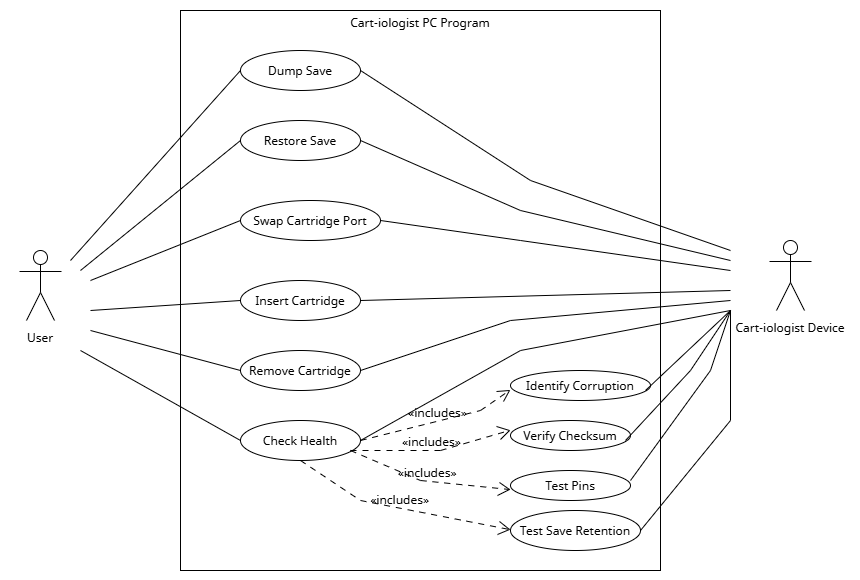 Cart-iologist PC Program
Dump Save
Restore Save
Swap Cartridge Port
Insert Cartridge
User
Cart-iologist Device
Remove Cartridge
Identify Corruption
«includes»
Check Health
«includes»
Verify Checksum
«includes»
Test Pins
«includes»
Test Save Retention